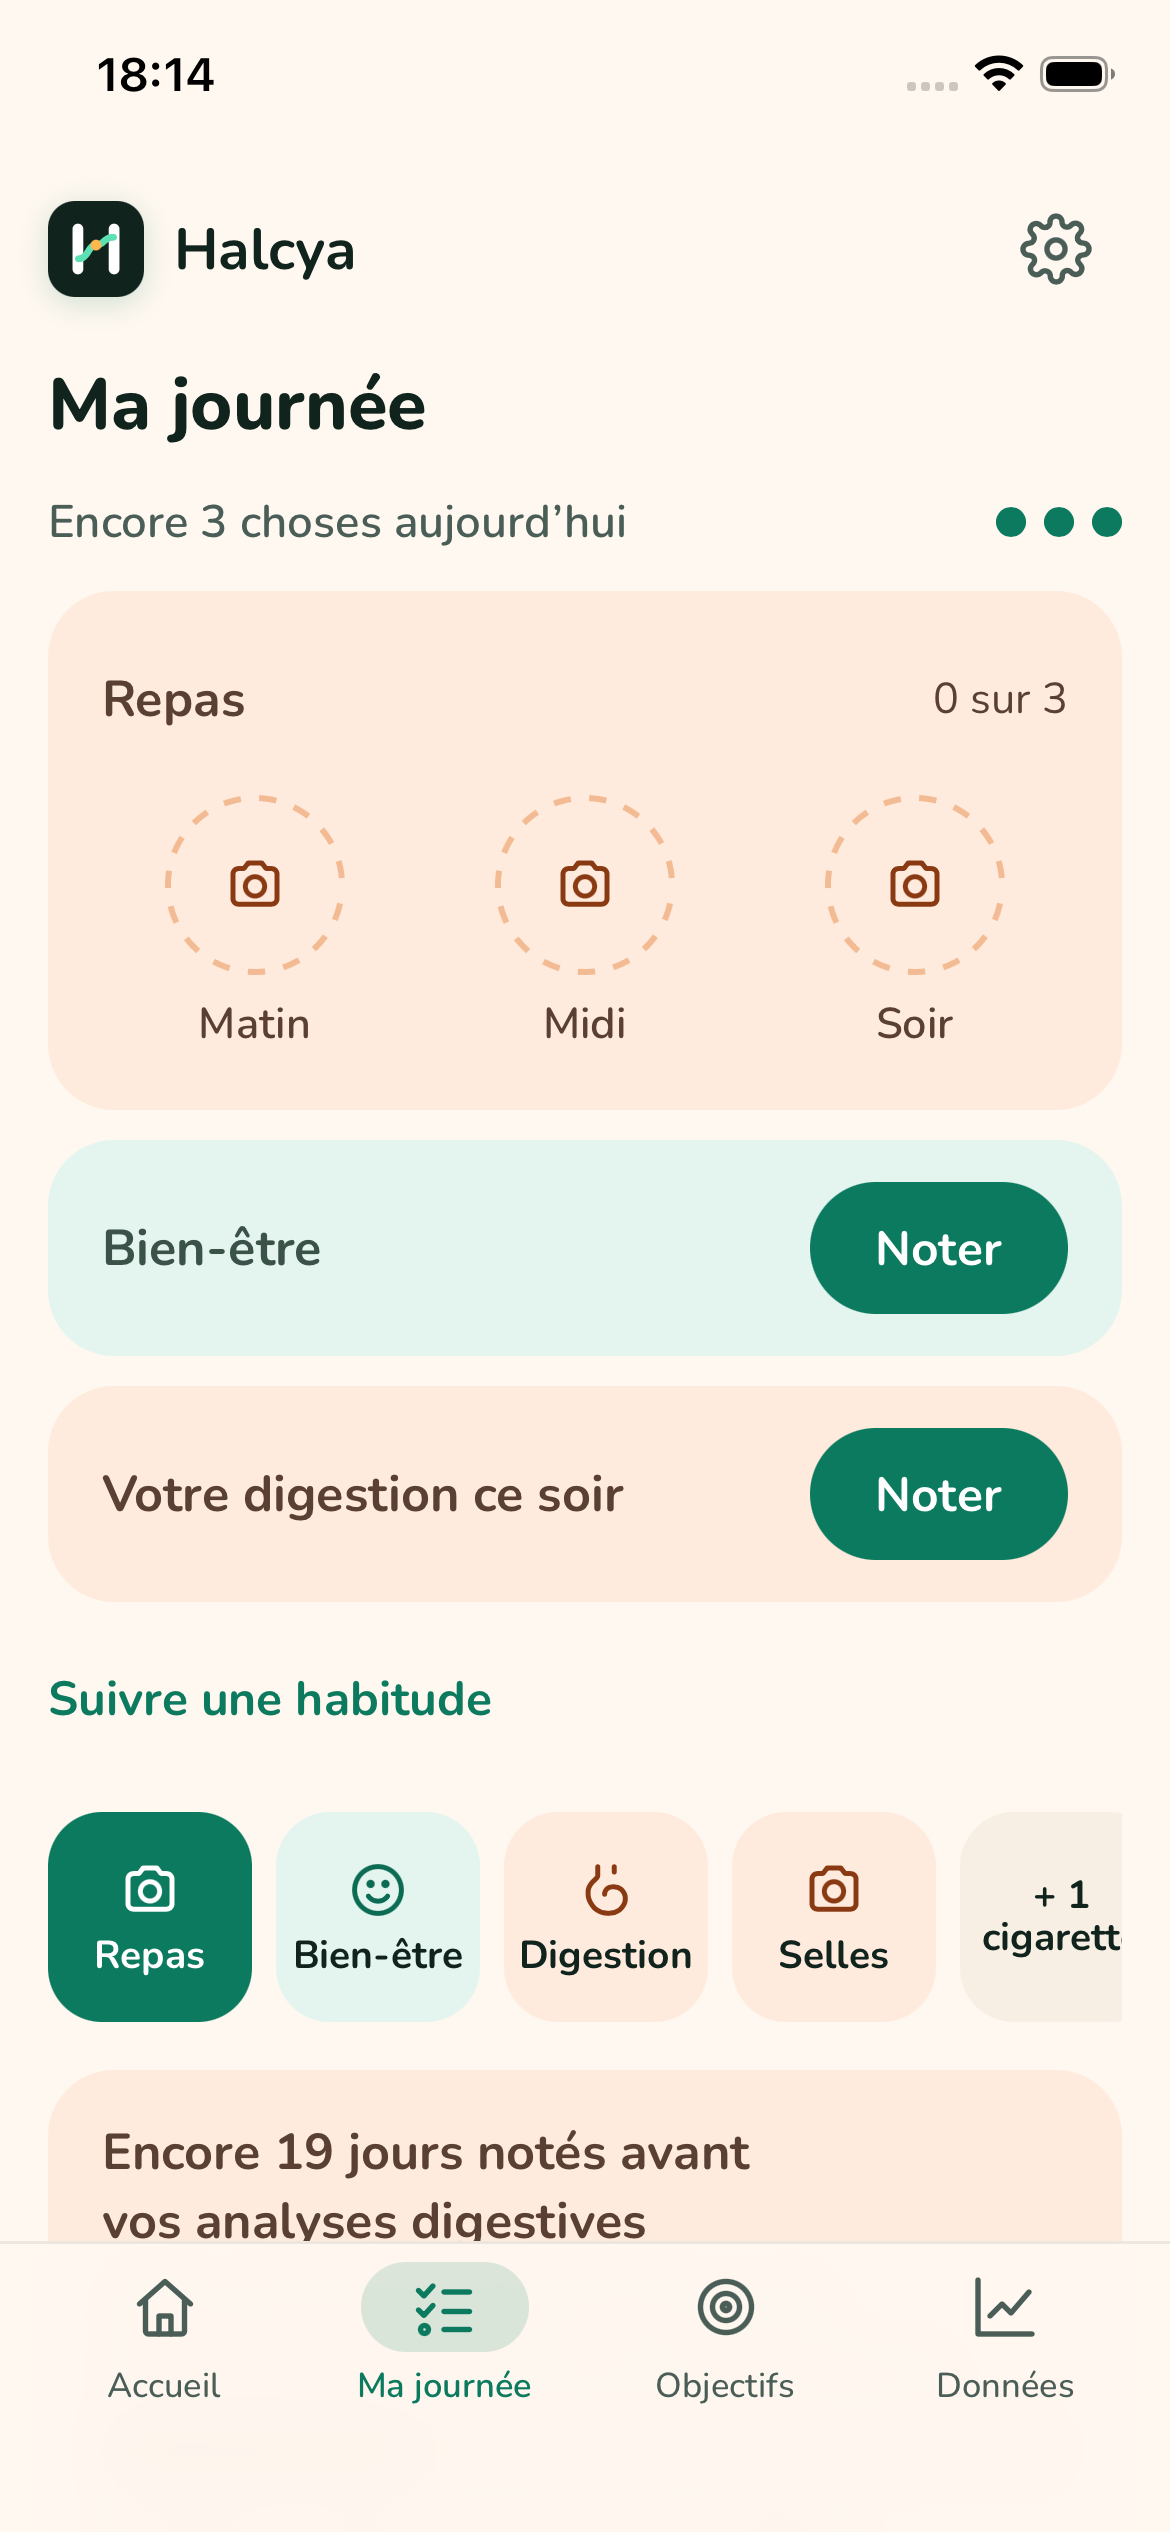 18:14
Halcya
Ma journée
Encore 3 choses aujourd’hui
Repas
0 sur 3
Matin
Midi
Soir
Bien-être
Noter
Votre digestion ce soir
Noter
Suivre une habitude
Repas
Bien-être
Digestion
Selles
+ 1
Encore 19 jours notés avant
vos analyses digestives
Accueil
Ma journée
Objectifs
Données